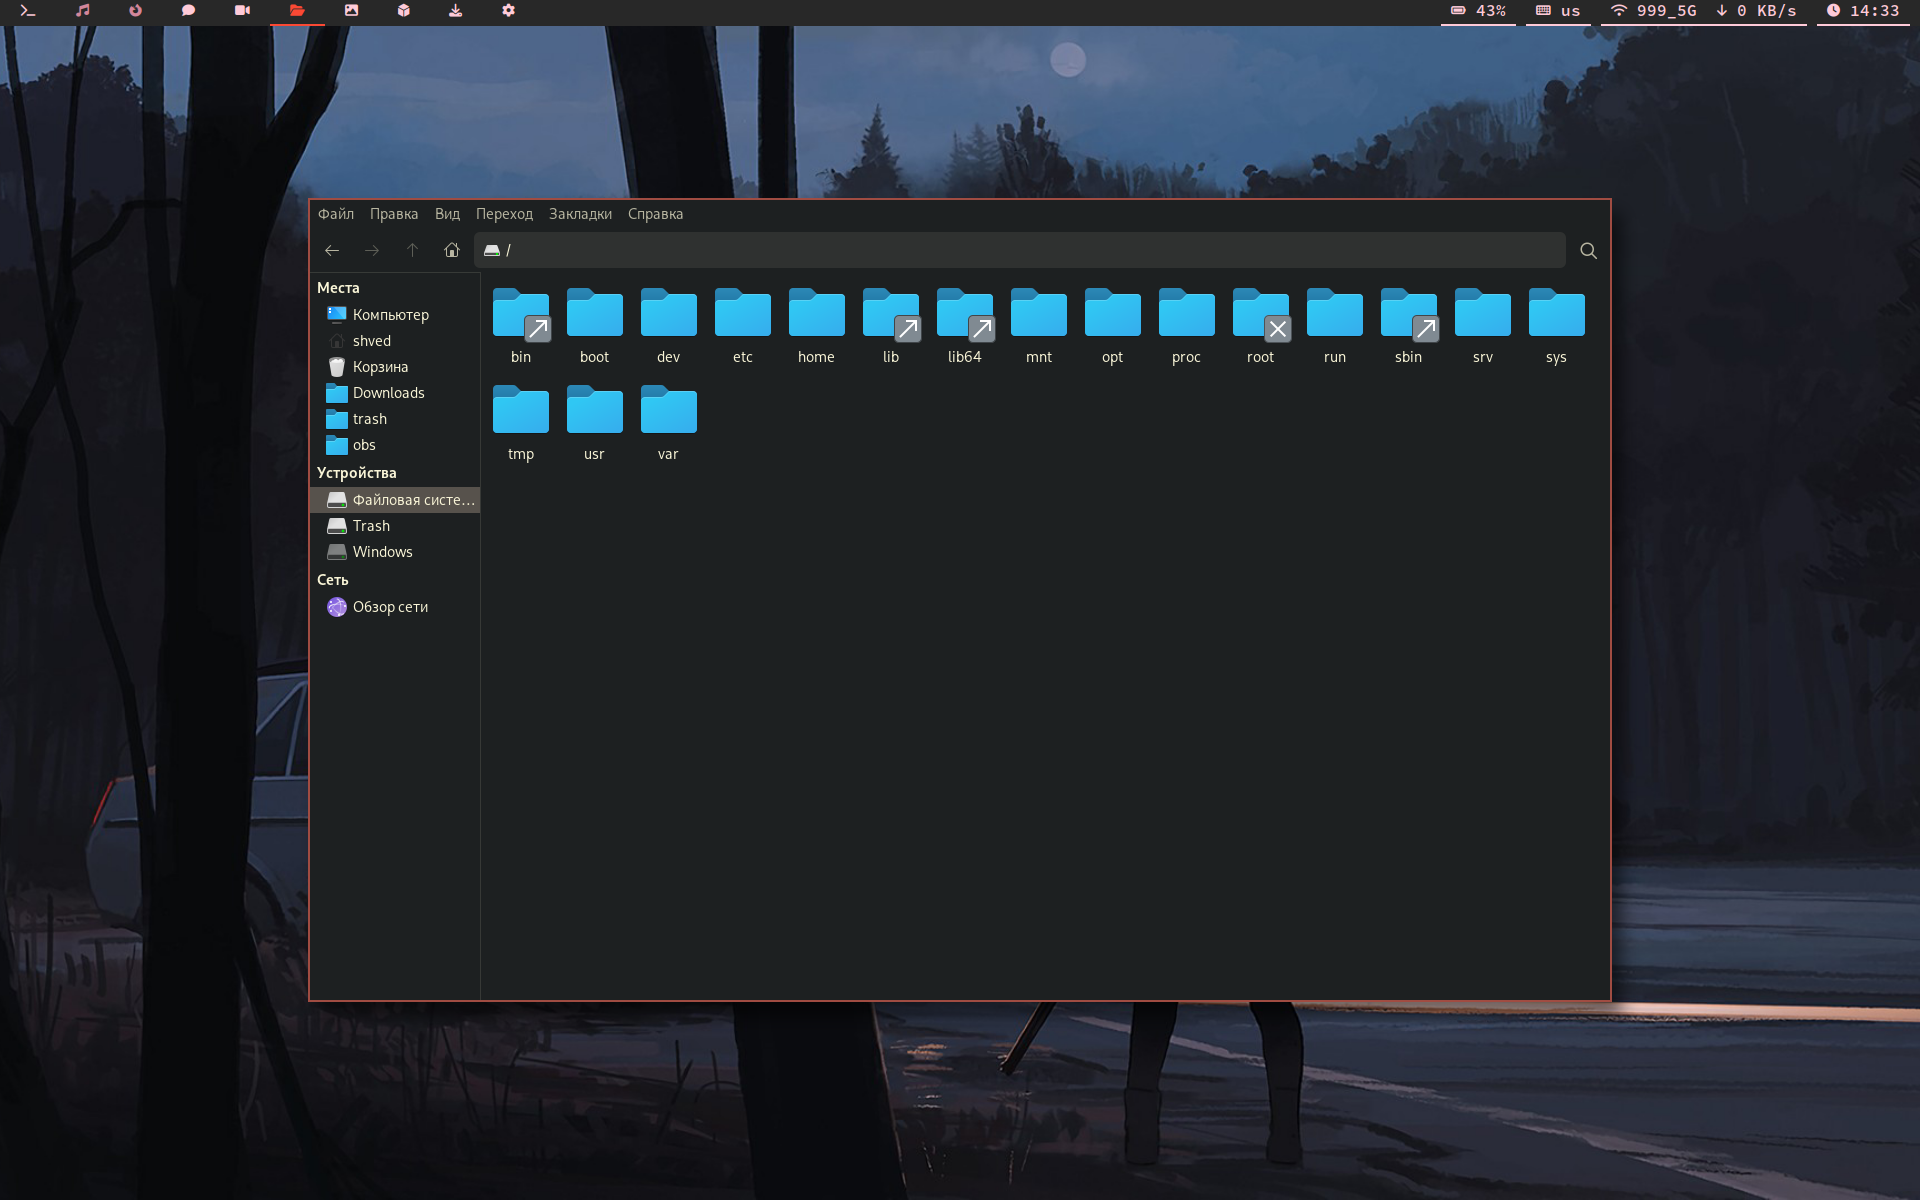 43% us 999_5G 0 KB/s 14:33
Файл Правка Вид Переход Закладки Справка
/
Места
Компьютер
shved
Корзина
Downloads
trash
obs
Устройства
Файловая систе...
Trash
Windows
Сеть
Обзор сети
bin boot dev etc home lib lib64 mnt opt proc root run sbin srv sys
tmp usr var